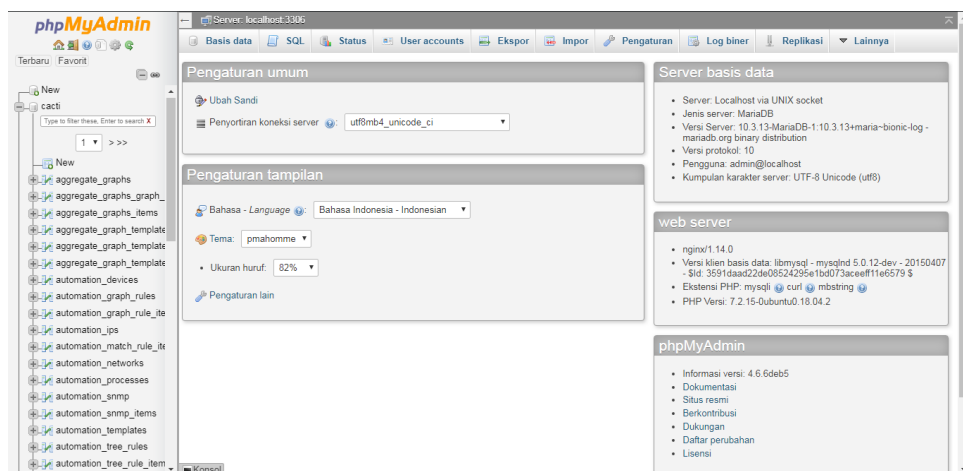 phpMyAdmin
Terbaru Favorit
New
cacti
Type to filter these, Enter to search X
1 > >>
New
aggregate_graphs
aggregate_graphs_graph_
aggregate_graphs_items
aggregate_graph_template
aggregate_graph_template
aggregate_graph_template
automation_devices
automation_graph_rules
automation_graph_rule_ite
automation_ips
automation_match_rule_ite
automation_networks
automation_processes
automation_snmp
automation_snmp_items
automation_templates
automation_tree_rules
automation_tree_rule_item
Server: localhost:3306
Basis data SQL Status User accounts Ekspor Impor Pengaturan Log biner Replikasi Lainnya
Pengaturan umum
Ubah Sandi
Penyortiran koneksi server : utf8mb4_unicode_ci
Pengaturan tampilan
Bahasa - Language : Bahasa Indonesia - Indonesian
Tema: pmahomme
Ukuran huruf: 82%
Pengaturan lain
Konsol
Server basis data
Server: Localhost via UNIX socket
Jenis server: MariaDB
Versi Server: 10.3.13-MariaDB-1:10.3.13+maria~bionic-log -
mariadb.org binary distribution
Versi protokol: 10
Pengguna: admin@localhost
Kumpulan karakter server: UTF-8 Unicode (utf8)
web server
nginx/1.14.0
Versi klien basis data: libmysql - mysqlnd 5.0.12-dev - 20150407
- $Id: 3591daad22de08524295e1bd073aceeff11e6579 $
Ekstensi PHP: mysqli curl mbstring
PHP Versi: 7.2.15-0ubuntu0.18.04.2
phpMyAdmin
Informasi versi: 4.6.6deb5
Dokumentasi
Situs resmi
Berkontribusi
Dukungan
Daftar perubahan
Lisensi